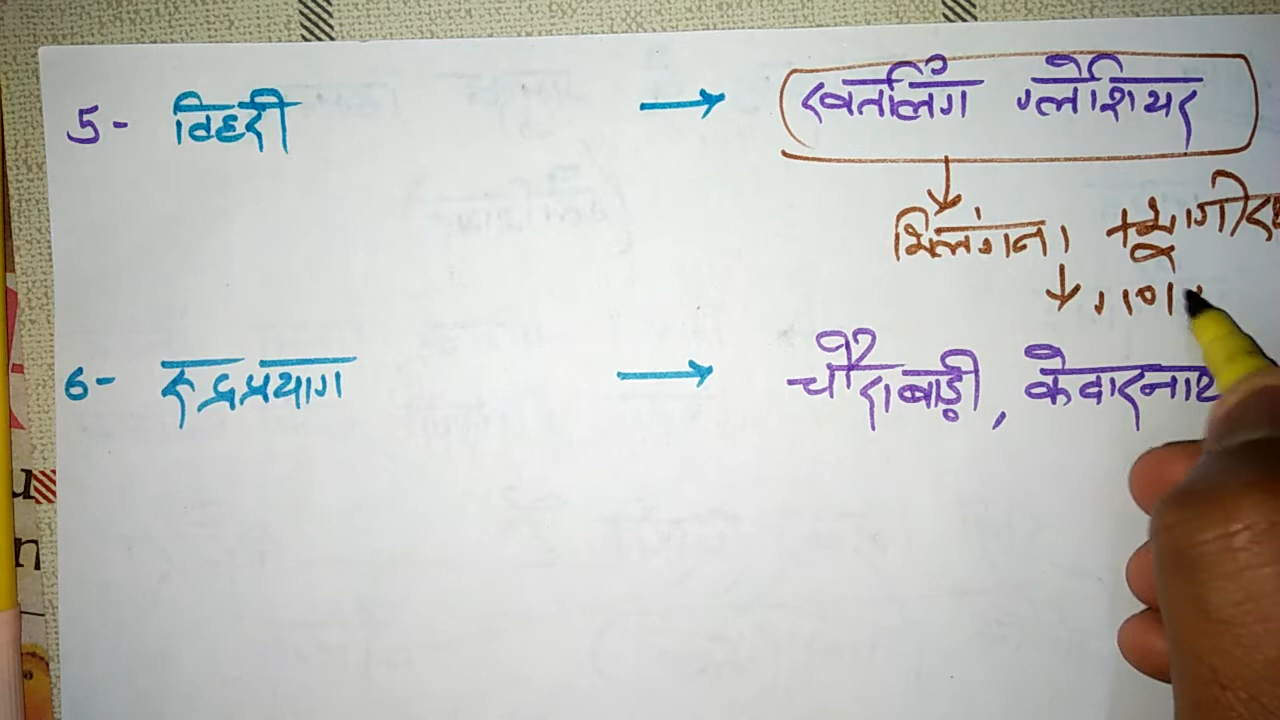 5- टिहरी → खतलिंग ग्लेशियर
↓
भिलंगना + भागीर
↓
6- रूद्रप्रयाग → चौराबाड़ी, केदारनाथ
u
n